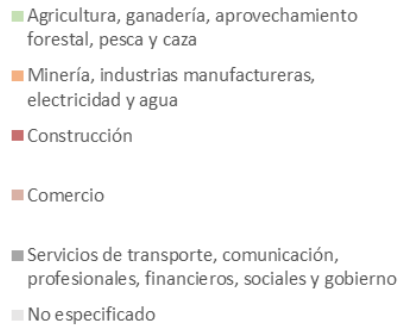 Agricultura, ganadería, aprovechamiento
forestal, pesca y caza
Minería, industrias manufactureras,
electricidad y agua
Construcción
Comercio
Servicios de transporte, comunicación,
profesionales, financieros, sociales y gobierno
No especificado